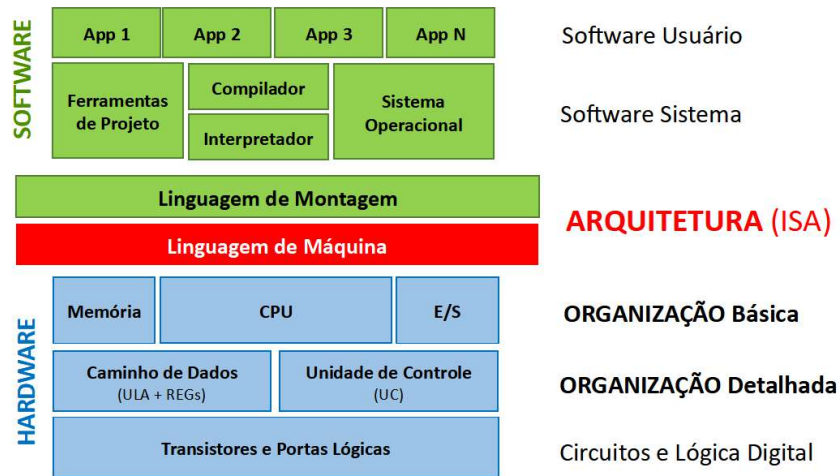 SOFTWARE
App 1
App 2
App 3
App N
Software Usuário
Ferramentas
de Projeto
Compilador
Interpretador
Sistema
Operacional
Software Sistema
Linguagem de Montagem
Linguagem de Máquina
ARQUITETURA (ISA)
HARDWARE
Memória
CPU
E/S
ORGANIZAÇÃO Básica
Caminho de Dados
(ULA + REGs)
Unidade de Controle
(UC)
ORGANIZAÇÃO Detalhada
Transistores e Portas Lógicas
Circuitos e Lógica Digital